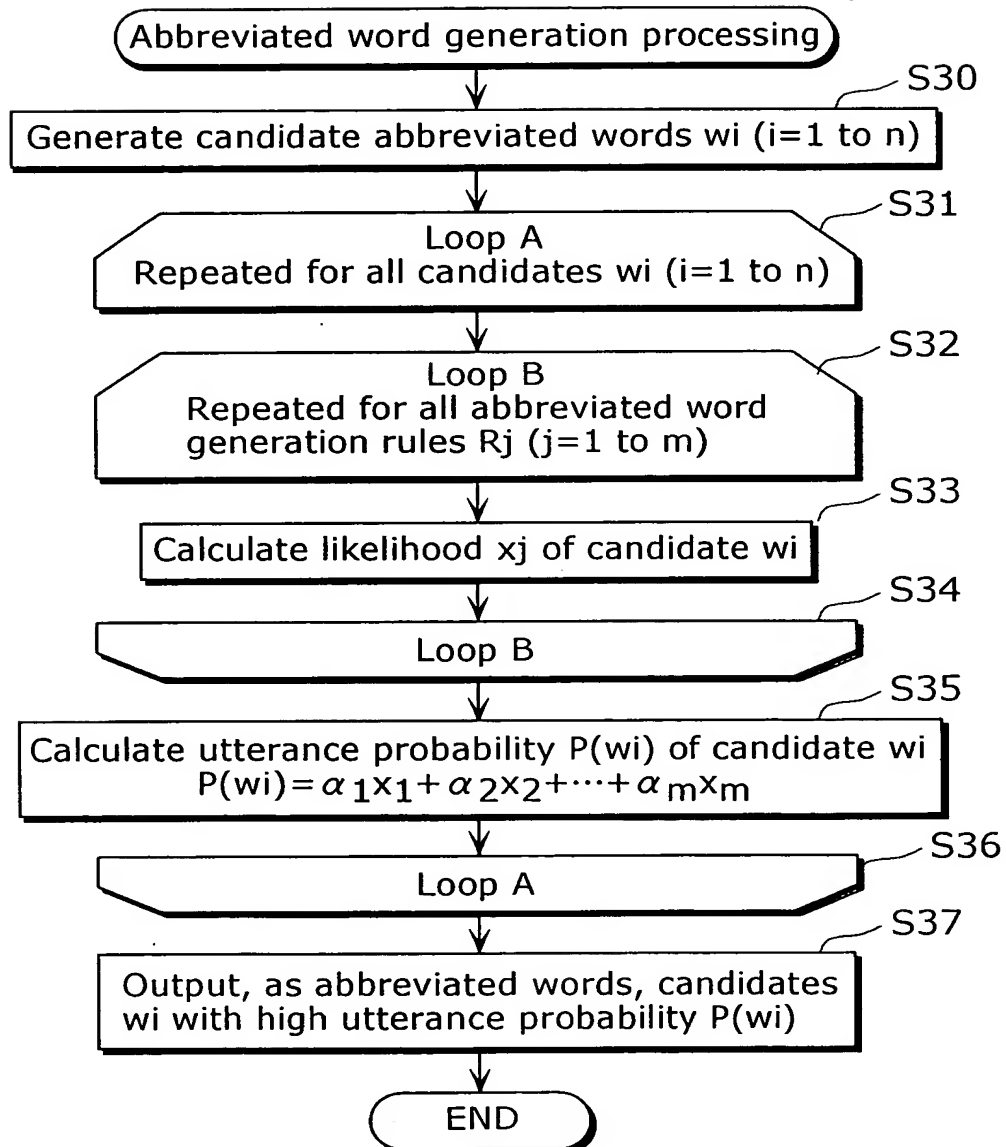 Abbreviated word generation processing
S30
Generate candidate abbreviated words wi (i=1 to n)
S31
Loop A
Repeated for all candidates wi (i=1 to n)
S32
Loop B
Repeated for all abbreviated word
generation rules Rj (j=1 to m)
S33
Calculate likelihood xj of candidate wi
S34
Loop B
S35
Calculate utterance probability P(wi) of candidate wi
P(wi)=α1x1+α2x2+···+αmxm
S36
Loop A
S37
Output, as abbreviated words, candidates
wi with high utterance probability P(wi)
END